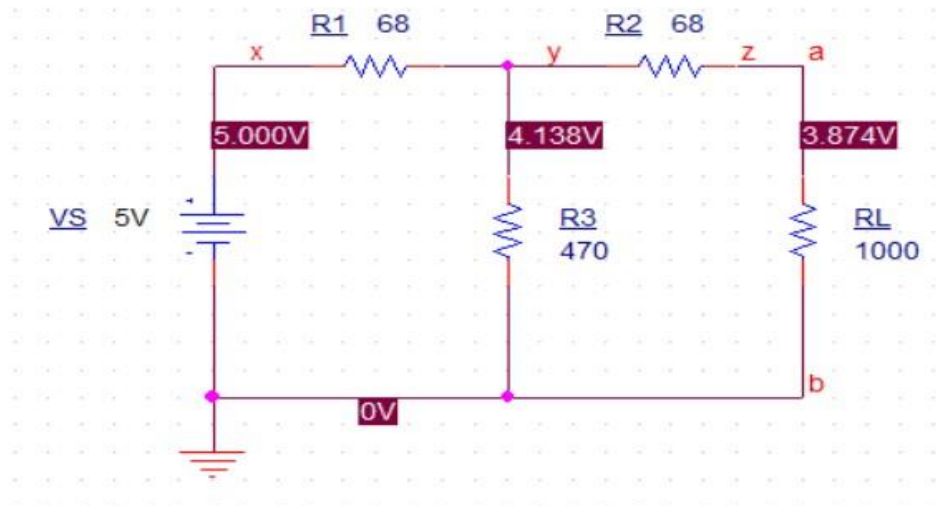 R1 68
R2 68
x
y
z
a
5.000V
4.138V
3.874V
VS 5V
R3
470
RL
1000
b
0V